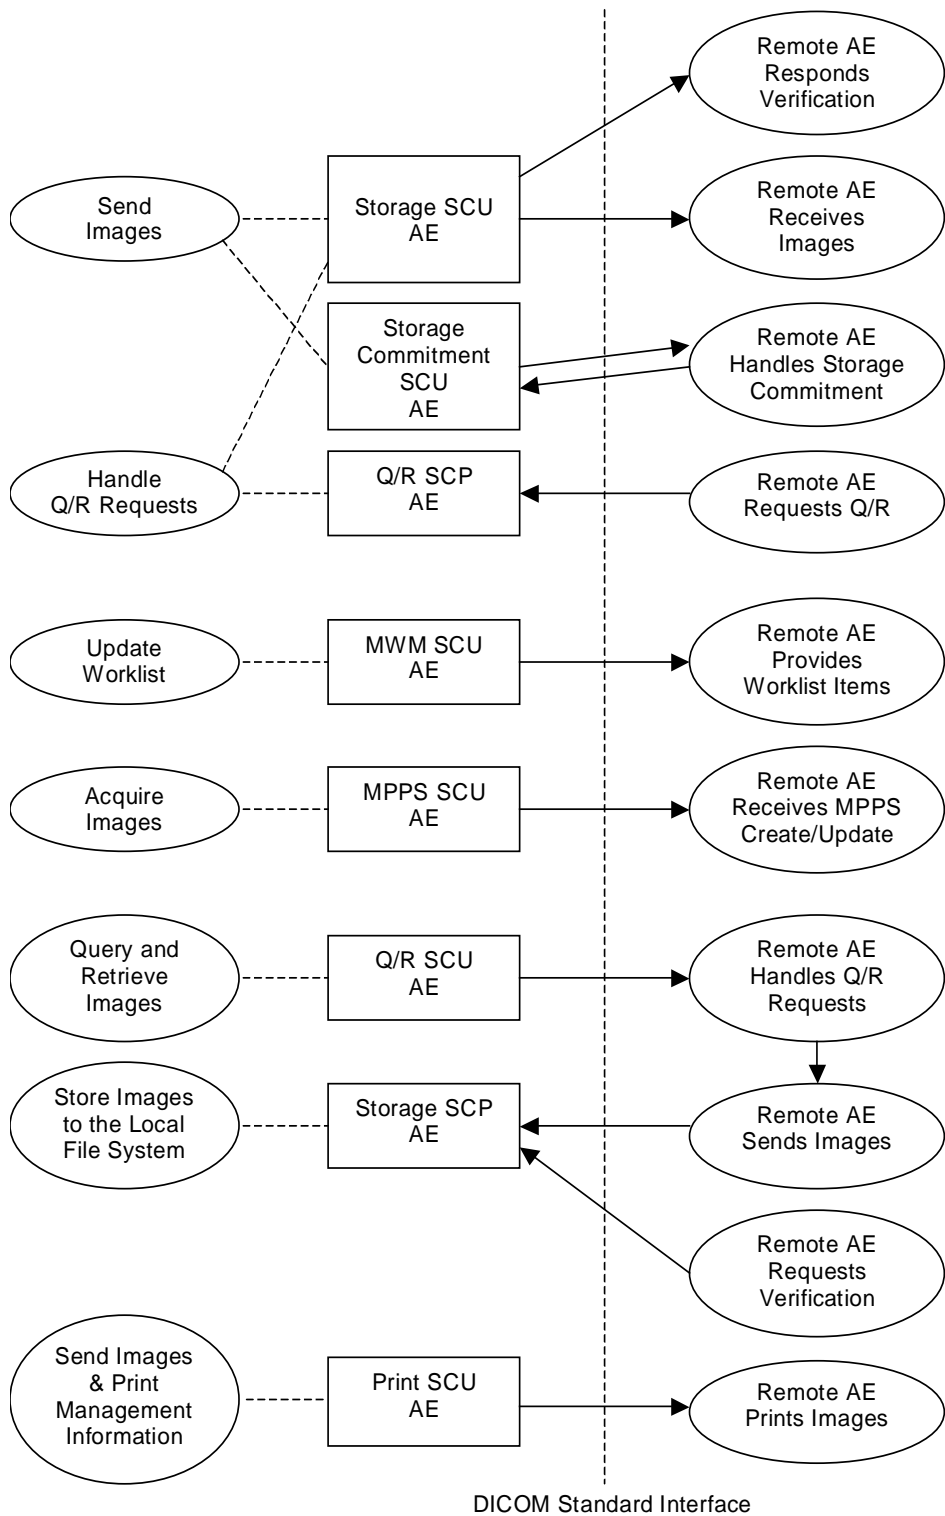 Remote AE
Responds
Verification
Send
Images
Storage SCU
AE
Remote AE
Receives
Images
Storage
Commitment
SCU
AE
Remote AE
Handles Storage
Commitment
Handle
Q/R Requests
Q/R SCP
AE
Remote AE
Requests Q/R
Update
Worklist
MWM SCU
AE
Remote AE
Provides
Worklist Items
Acquire
Images
MPPS SCU
AE
Remote AE
Receives MPPS
Create/Update
Query and
Retrieve
Images
Q/R SCU
AE
Remote AE
Handles Q/R
Requests
Store Images
to the Local
File System
Storage SCP
AE
Remote AE
Sends Images
Remote AE
Requests
Verification
Send Images
& Print
Management
Information
Print SCU
AE
Remote AE
Prints Images
DICOM Standard Interface